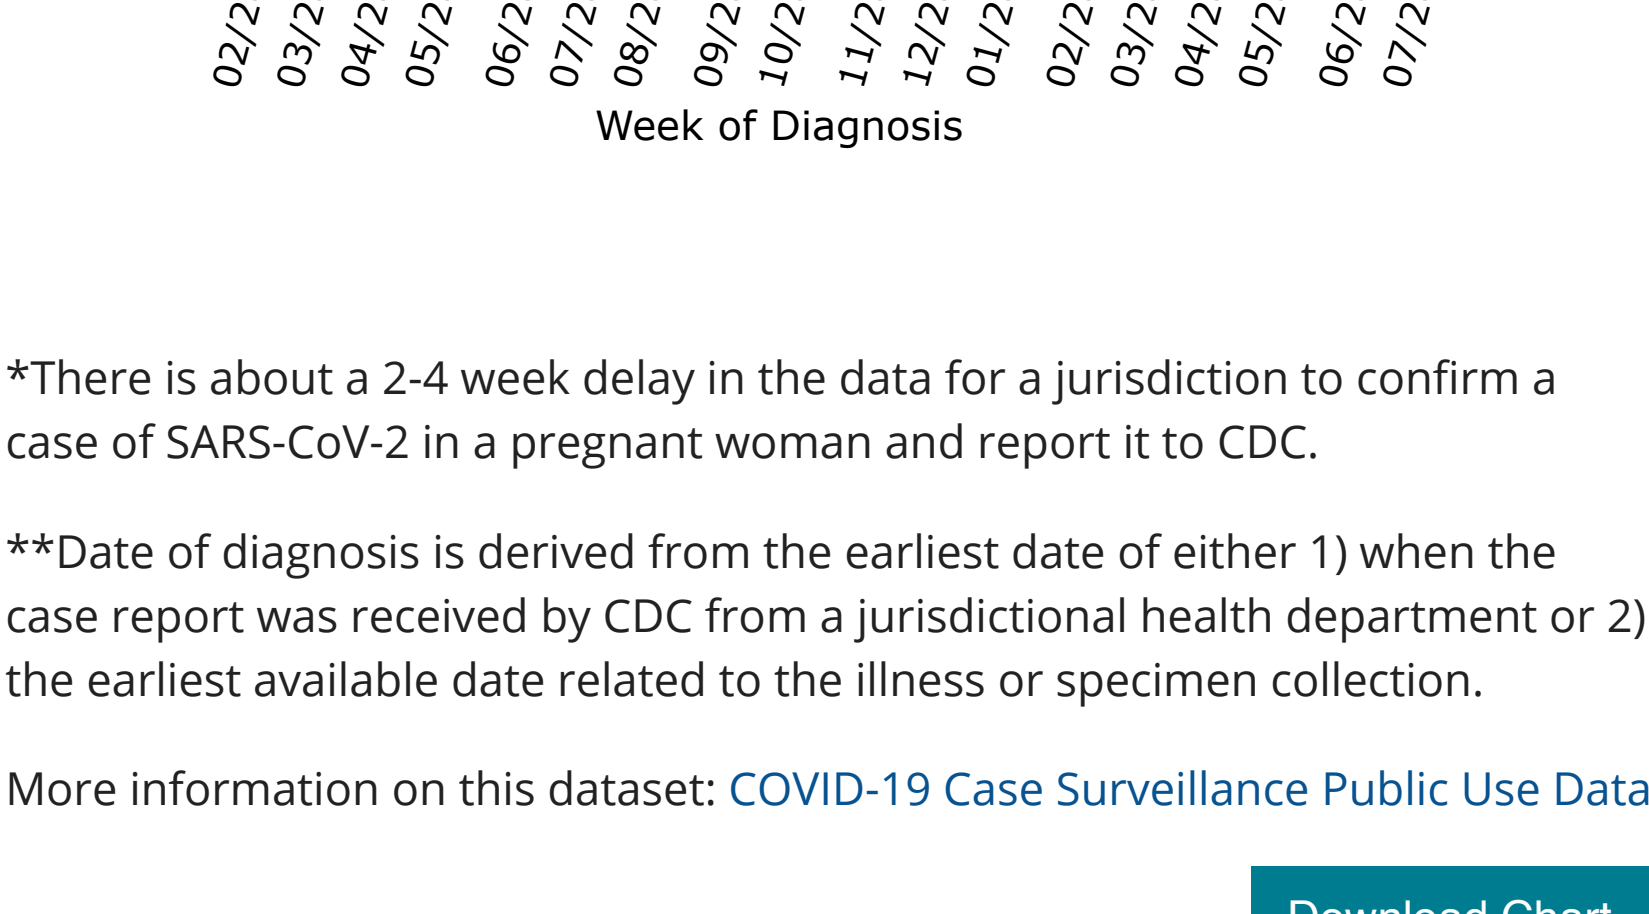 02/2 03/2 04/2 05/2 06/2 07/2 08/2 09/2 10/2 11/2 12/2 01/2 02/2 03/2 04/2 05/2 06/2 07/2
Week of Diagnosis
*There is about a 2-4 week delay in the data for a jurisdiction to confirm a
case of SARS-CoV-2 in a pregnant woman and report it to CDC.
**Date of diagnosis is derived from the earliest date of either 1) when the
case report was received by CDC from a jurisdictional health department or 2)
the earliest available date related to the illness or specimen collection.
More information on this dataset: COVID-19 Case Surveillance Public Use Data
Download Chart